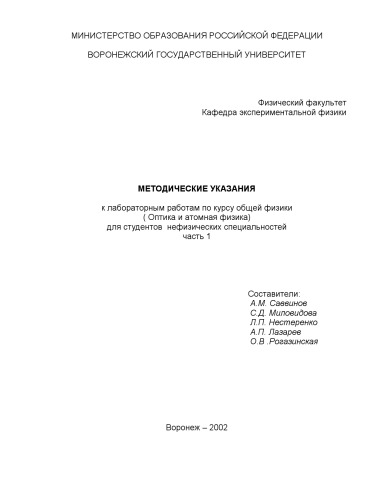 МИНИСТЕРСТВО ОБРАЗОВАНИЯ РОССИЙСКОЙ ФЕДЕРАЦИИ
ВОРОНЕЖСКИЙ ГОСУДАРСТВЕННЫЙ УНИВЕРСИТЕТ
Физический факультет
Кафедра экспериментальной физики
МЕТОДИЧЕСКИЕ УКАЗАНИЯ
к лабораторным работам по курсу общей физики
( Оптика и атомная физика)
для студентов нефизических специальностей
часть 1
Составители:
А.М. Саввинов
С.Д. Миловидова
Л.П. Нестеренко
А.П. Лазарев
О.В .Рогазинская
Воронеж – 2002